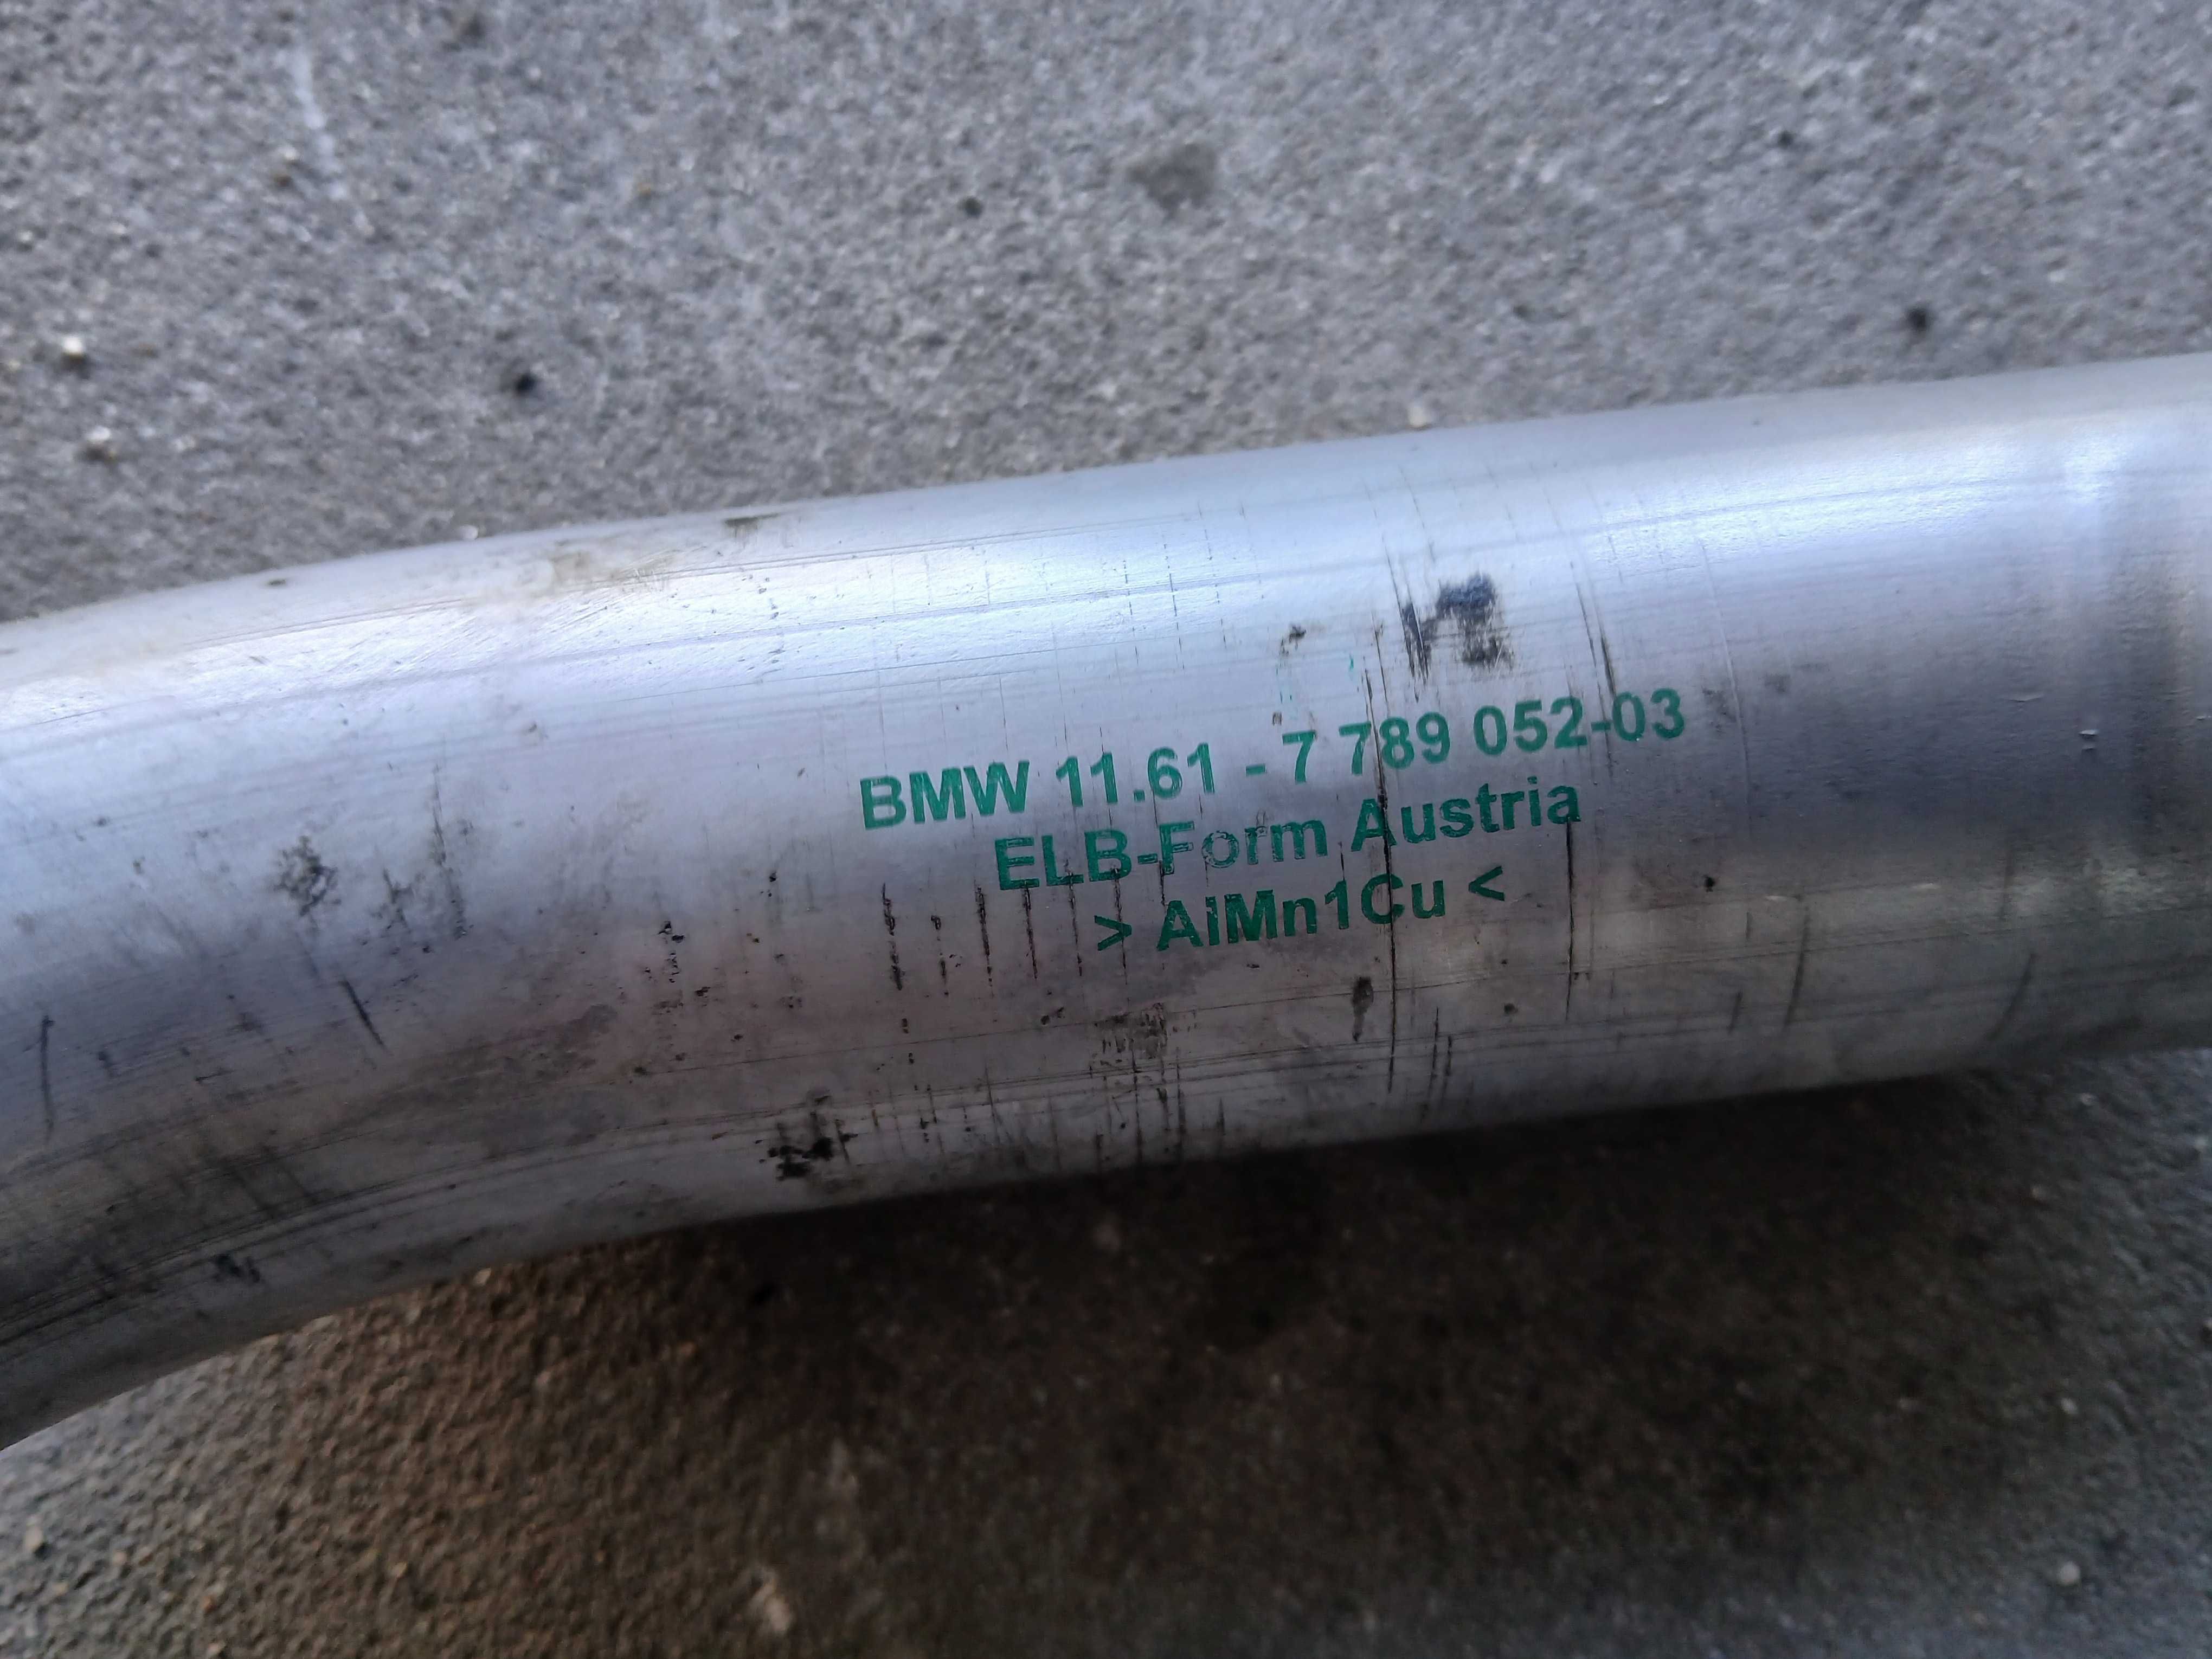 BMW 11.61 - 7 789 052-03
ELB-Form Austria
> AlMn1Cu <